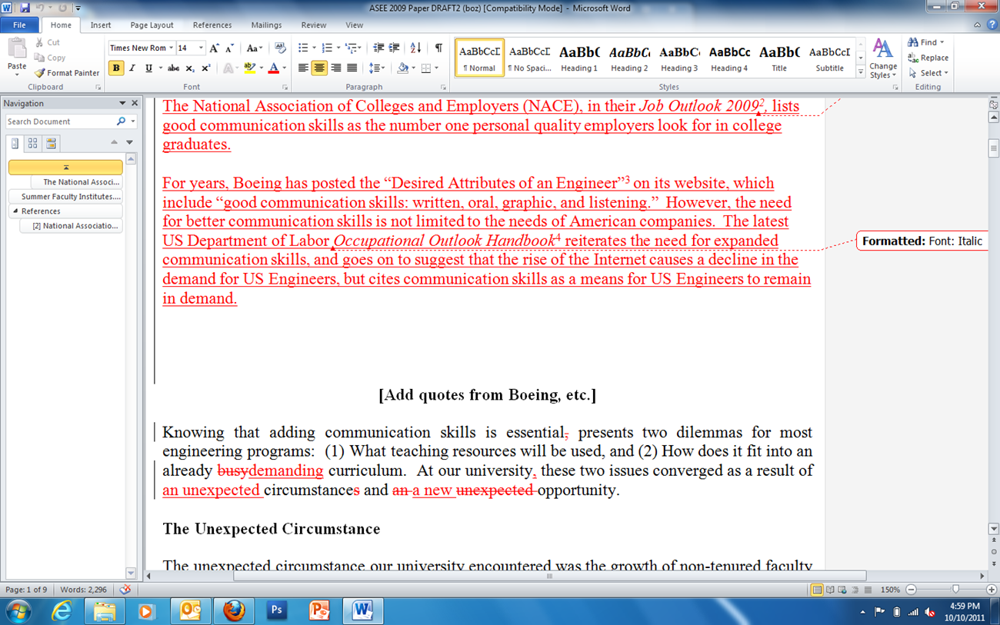 ASEE 2009 Paper DRAFT2 (boz) [Compatibility Mode] - Microsoft Word
File Home Insert Page Layout References Mailings Review View
Paste
Cut
Copy
Format Painter
Clipboard
Times New Rom 14
Font
Paragraph
AaBbCcI AaBbCcI AaBb( AaBbC AaBbC AaBbCc AaBb( AaBbCcI
¶ Normal ¶ No Spaci... Heading 1 Heading 2 Heading 3 Heading 4 Title Subtitle
Change Styles
Styles
Find
Replace
Select
Editing
Navigation
Search Document
The National Associ...
Summer Faculty Institutes....
References
[2] National Associatio...
The National Association of Colleges and Employers (NACE), in their Job Outlook 2009², lists
good communication skills as the number one personal quality employers look for in college
graduates.
For years, Boeing has posted the “Desired Attributes of an Engineer”³ on its website, which
include “good communication skills: written, oral, graphic, and listening.” However, the need
for better communication skills is not limited to the needs of American companies. The latest
US Department of Labor Occupational Outlook Handbook⁴ reiterates the need for expanded
communication skills, and goes on to suggest that the rise of the Internet causes a decline in the
demand for US Engineers, but cites communication skills as a means for US Engineers to remain
in demand.
Formatted: Font: Italic
[Add quotes from Boeing, etc.]
Knowing that adding communication skills is essential, presents two dilemmas for most
engineering programs: (1) What teaching resources will be used, and (2) How does it fit into an
already busydemanding curriculum. At our university, these two issues converged as a result of
an unexpected circumstances and an a new unexpected opportunity.
The Unexpected Circumstance
The unexpected circumstance our university encountered was the growth of non-tenured faculty
Page: 1 of 9 Words: 2,296 150%
4:59 PM
10/10/2011